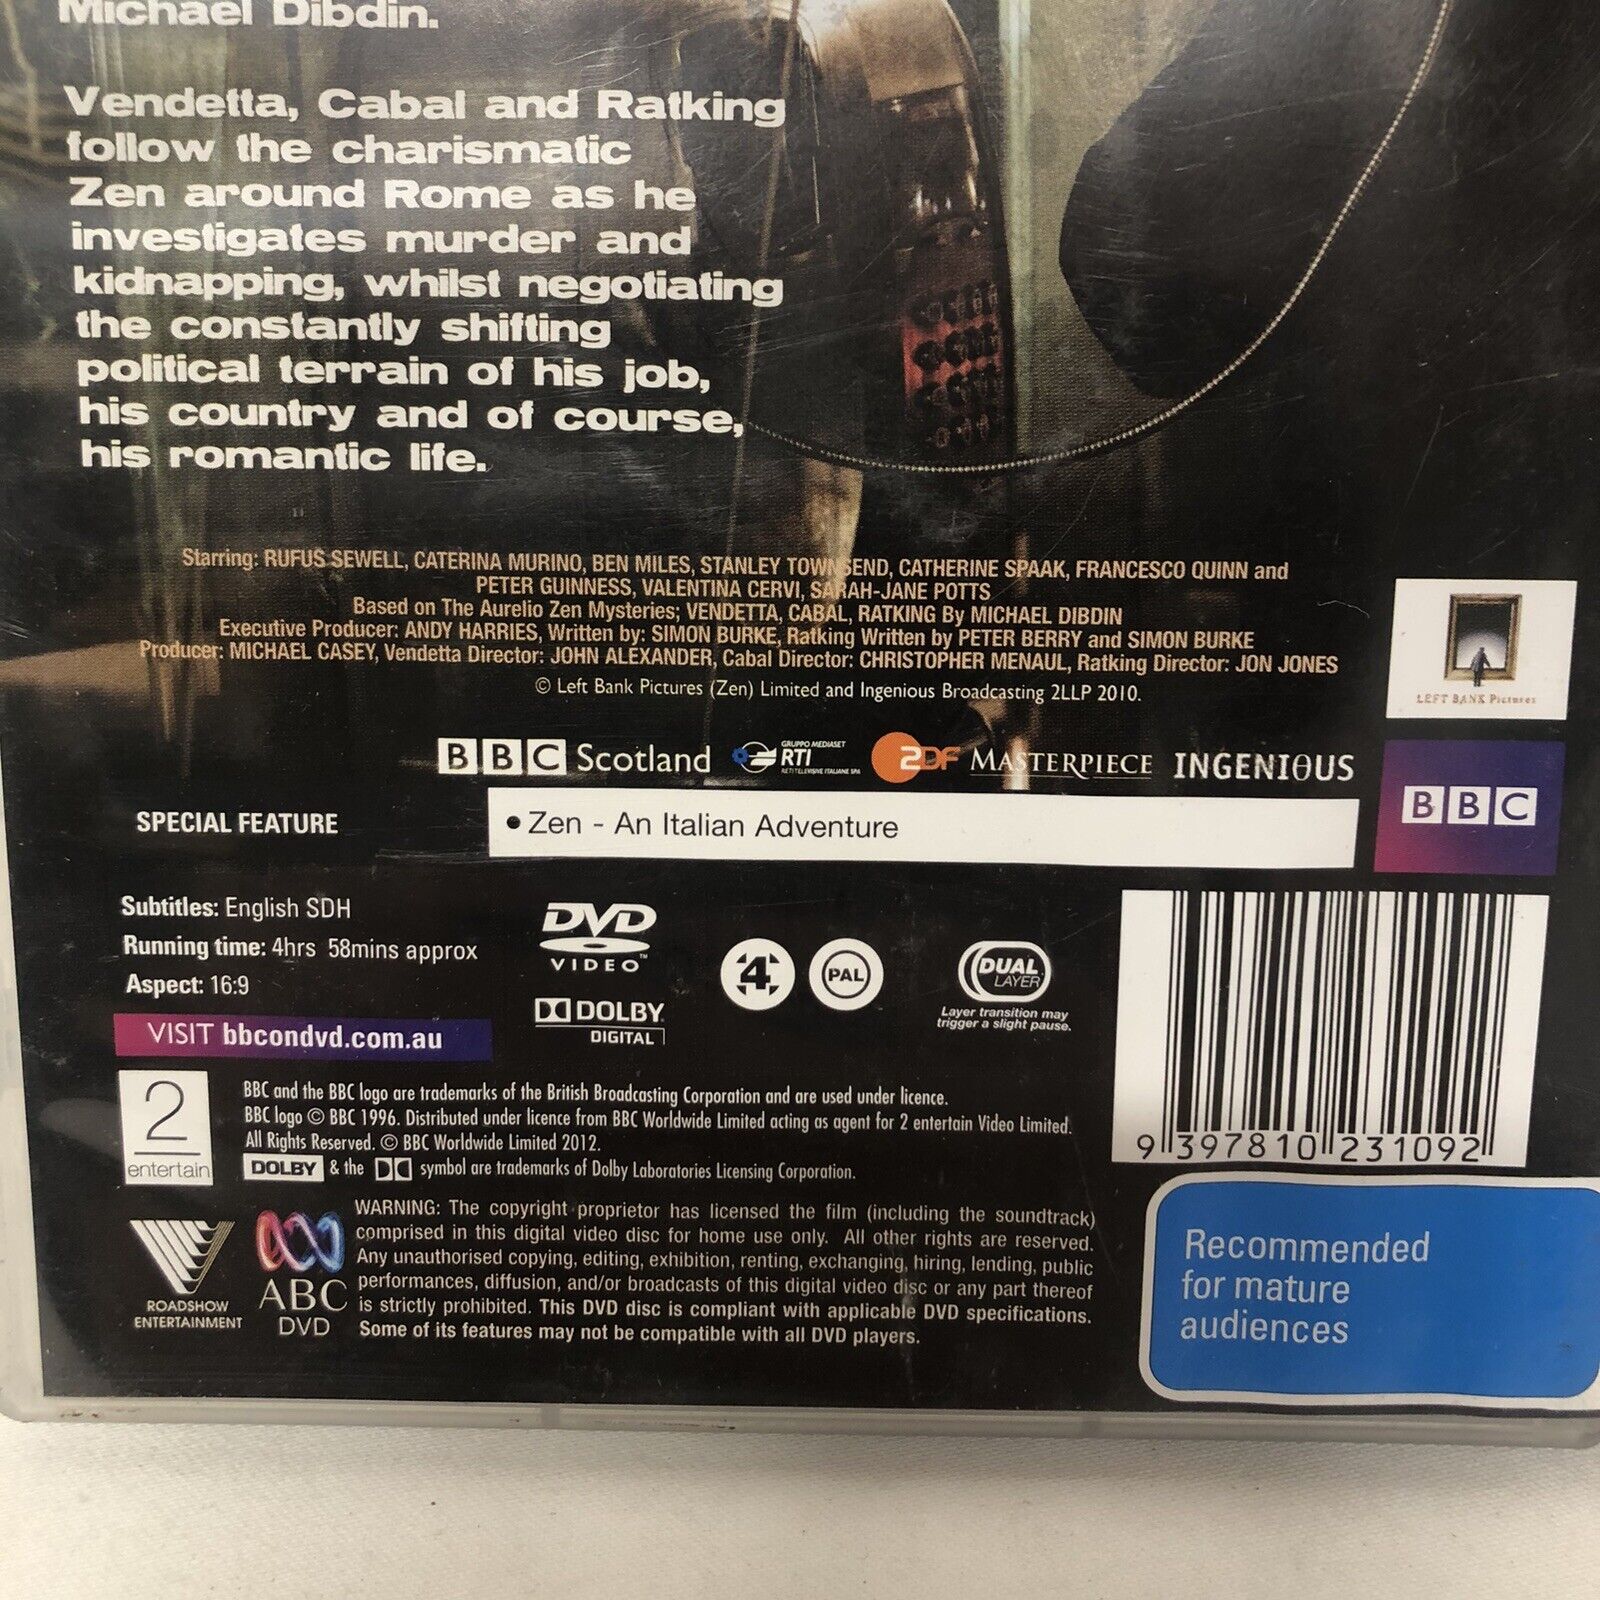 Michael Dibdin.
Vendetta, Cabal and Ratking
follow the charismatic
Zen around Rome as he
investigates murder and
kidnapping, whilst negotiating
the constantly shifting
political terrain of his job,
his country and of course,
his romantic life.
Starring: RUFUS SEWELL, CATERINA MURINO, BEN MILES, STANLEY TOWNSEND, CATHERINE SPAAK, FRANCESCO QUINN and
PETER GUINNESS, VALENTINA CERVI, SARAH-JANE POTTS
Based on The Aurelio Zen Mysteries; VENDETTA, CABAL, RATKING By MICHAEL DIBDIN
Executive Producer: ANDY HARRIES, Written by: SIMON BURKE, Ratking Written by PETER BERRY and SIMON BURKE
Producer: MICHAEL CASEY, Vendetta Director: JOHN ALEXANDER, Cabal Director: CHRISTOPHER MENAUL, Ratking Director: JON JONES
© Left Bank Pictures (Zen) Limited and Ingenious Broadcasting 2LLP 2010.
LEFT BANK Pictures
BBC Scotland
GRUPPO MEDIASET
RTI
RETI TELEVISIVE ITALIANE SPA
ZDF
MASTERPIECE
INGENIOUS
BBC
SPECIAL FEATURE
• Zen - An Italian Adventure
Subtitles: English SDH
Running time: 4hrs 58mins approx
Aspect: 16:9
VISIT bbcondvd.com.au
DVD
VIDEO™
DOLBY
DIGITAL
4
PAL
DUAL
LAYER
Layer transition may
trigger a slight pause.
9 397810 231092
2
entertain
BBC and the BBC logo are trademarks of the British Broadcasting Corporation and are used under licence.
BBC logo © BBC 1996. Distributed under licence from BBC Worldwide Limited acting as agent for 2 entertain Video Limited.
All Rights Reserved. © BBC Worldwide Limited 2012.
DOLBY & the symbol are trademarks of Dolby Laboratories Licensing Corporation.
ROADSHOW
ENTERTAINMENT
ABC
DVD
WARNING: The copyright proprietor has licensed the film (including the soundtrack)
comprised in this digital video disc for home use only. All other rights are reserved.
Any unauthorised copying, editing, exhibition, renting, exchanging, hiring, lending, public
performances, diffusion, and/or broadcasts of this digital video disc or any part thereof
is strictly prohibited. This DVD disc is compliant with applicable DVD specifications.
Some of its features may not be compatible with all DVD players.
Recommended
for mature
audiences